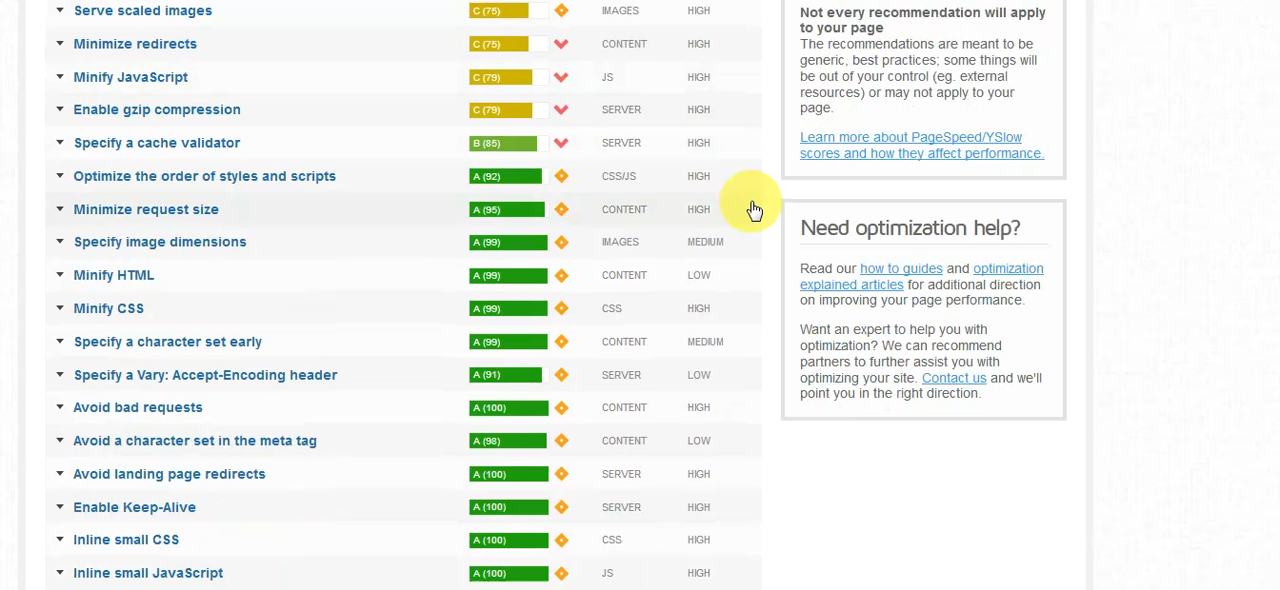 Serve scaled images C (75) IMAGES HIGH
Minimize redirects C (75) CONTENT HIGH
Minify JavaScript C (79) JS HIGH
Enable gzip compression C (79) SERVER HIGH
Specify a cache validator B (85) SERVER HIGH
Optimize the order of styles and scripts A (92) CSS/JS HIGH
Minimize request size A (95) CONTENT HIGH
Specify image dimensions A (99) IMAGES MEDIUM
Minify HTML A (99) CONTENT LOW
Minify CSS A (99) CSS HIGH
Specify a character set early A (99) CONTENT MEDIUM
Specify a Vary: Accept-Encoding header A (91) SERVER LOW
Avoid bad requests A (100) CONTENT HIGH
Avoid a character set in the meta tag A (98) CONTENT LOW
Avoid landing page redirects A (100) SERVER HIGH
Enable Keep-Alive A (100) SERVER HIGH
Inline small CSS A (100) CSS HIGH
Inline small JavaScript A (100) JS HIGH
Not every recommendation will apply
to your page
The recommendations are meant to be
generic, best practices; some things will
be out of your control (eg. external
resources) or may not apply to your
page.
Learn more about PageSpeed/YSlow
scores and how they affect performance.
Need optimization help?
Read our how to guides and optimization
explained articles for additional direction
on improving your page performance.
Want an expert to help you with
optimization? We can recommend
partners to further assist you with
optimizing your site. Contact us and we'll
point you in the right direction.